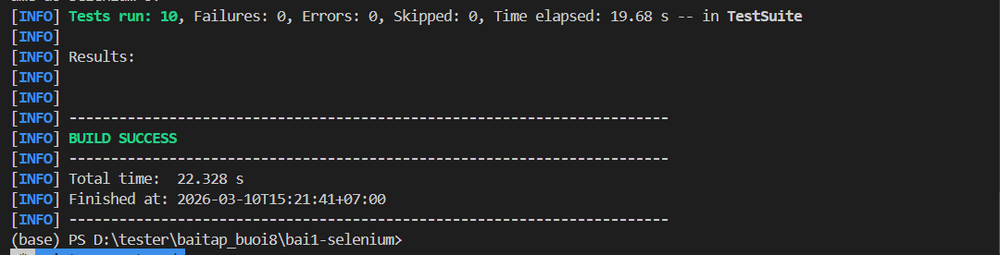 [INFO] Tests run: 10, Failures: 0, Errors: 0, Skipped: 0, Time elapsed: 19.68 s -- in TestSuite
[INFO]
[INFO] Results:
[INFO]
[INFO]
[INFO] ------------------------------------------------------------------------
[INFO] BUILD SUCCESS
[INFO] ------------------------------------------------------------------------
[INFO] Total time:  22.328 s
[INFO] Finished at: 2026-03-10T15:21:41+07:00
[INFO] ------------------------------------------------------------------------
(base) PS D:\tester\baitap_buoi8\bai1-selenium>